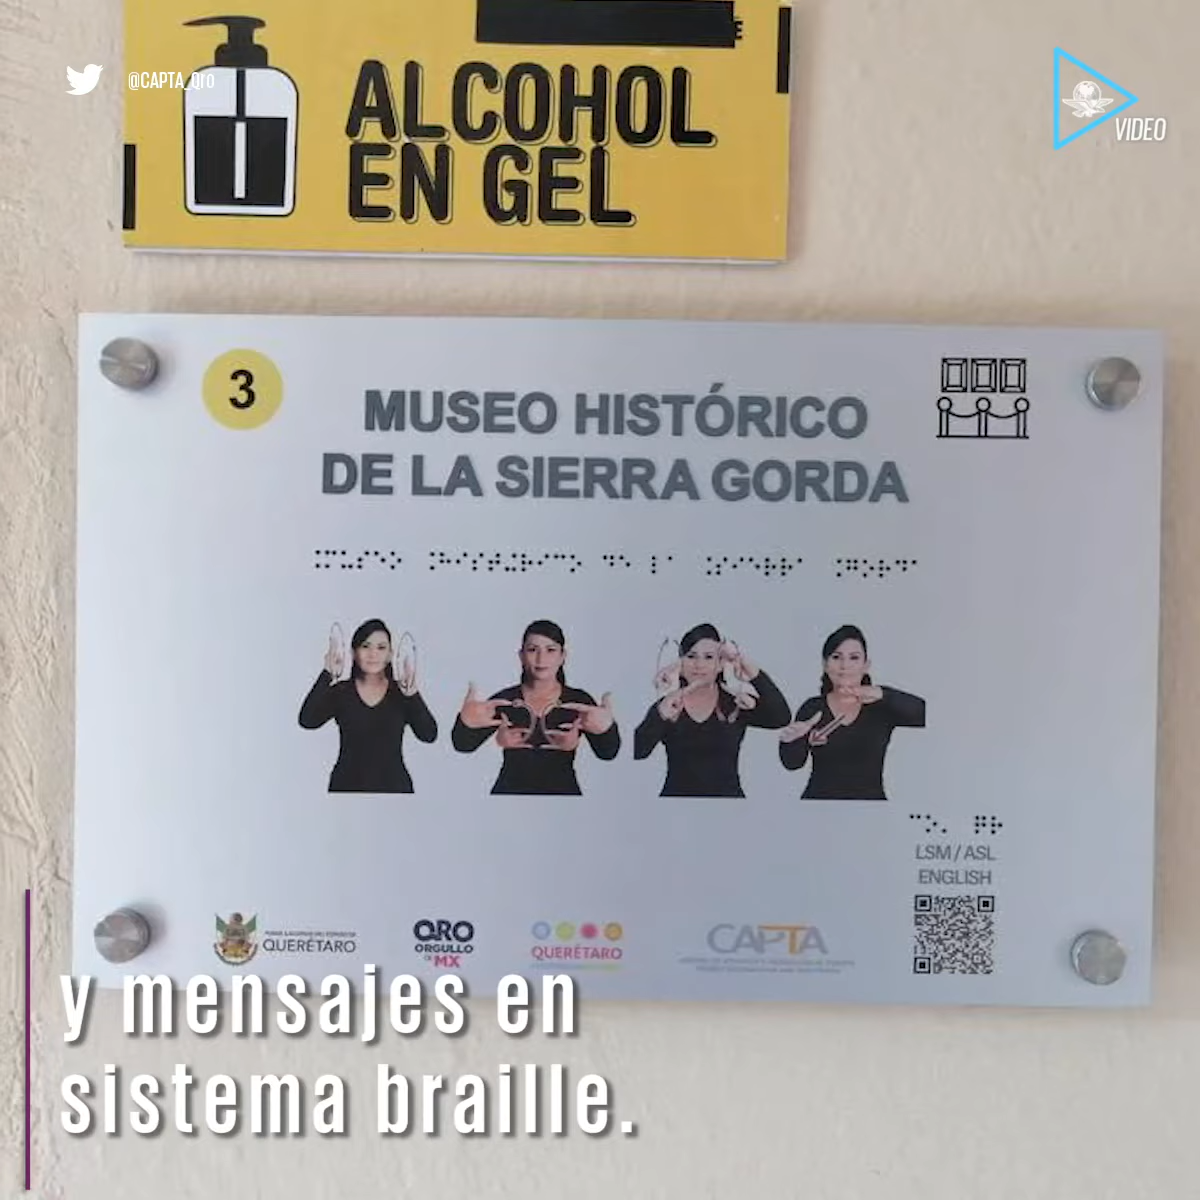 @CAPTA_Qro
VIDEO
ALCOHOL
EN GEL
3
MUSEO HISTÓRICO
DE LA SIERRA GORDA
LSM / ASL
ENGLISH
QUERÉTARO
QRO
ORGULLO
DE MX
QUERÉTARO
CAPTA
y mensajes en
sistema braille.